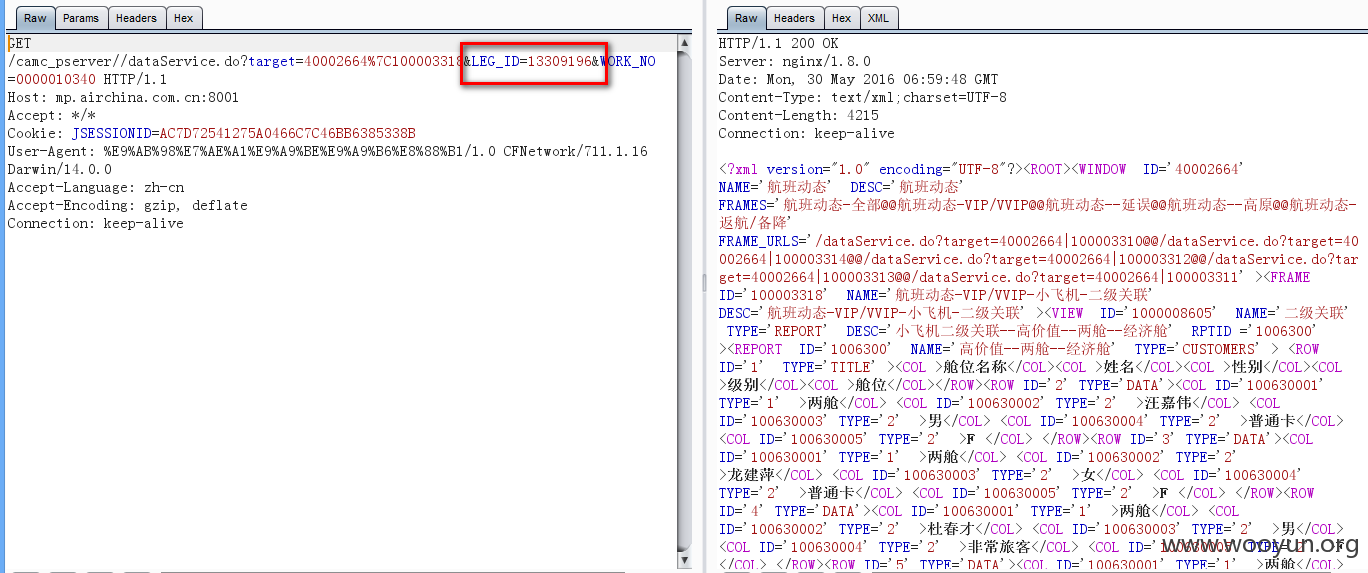 Raw Params Headers Hex
GET
/camc_pserver//dataService.do?target=40002664%7C100003318&LEG_ID=13309196&WORK_NO
=0000010340 HTTP/1.1
Host: mp.airchina.com.cn:8001
Accept: */*
Cookie: JSESSIONID=AC7D72541275A0466C7C46BB6385338B
User-Agent: %E9%AB%98%E7%AE%A1%E9%A9%BE%E9%A9%B6%E8%88%B1/1.0 CFNetwork/711.1.16
Darwin/14.0.0
Accept-Language: zh-cn
Accept-Encoding: gzip, deflate
Connection: keep-alive
Raw Headers Hex XML
HTTP/1.1 200 OK
Server: nginx/1.8.0
Date: Mon, 30 May 2016 06:59:48 GMT
Content-Type: text/xml;charset=UTF-8
Content-Length: 4215
Connection: keep-alive
<?xml version="1.0" encoding="UTF-8"?><ROOT><WINDOW ID='40002664'
NAME='航班动态' DESC='航班动态'
FRAMES='航班动态-全部@@航班动态-VIP/VVIP@@航班动态--延误@@航班动态--高原@@航班动态-
返航/备降'
FRAME_URLS='/dataService.do?target=40002664|100003310@@/dataService.do?target=40
002664|100003314@@/dataService.do?target=40002664|100003312@@/dataService.do?tar
get=40002664|100003313@@/dataService.do?target=40002664|100003311' ><FRAME
ID='100003318' NAME='航班动态-VIP/VVIP-小飞机-二级关联'
DESC='航班动态-VIP/VVIP-小飞机-二级关联' ><VIEW ID='1000008605' NAME='二级关联'
TYPE='REPORT' DESC='小飞机二级关联--高价值--两舱--经济舱' RPTID ='1006300'
><REPORT ID='1006300' NAME='高价值--两舱--经济舱' TYPE='CUSTOMERS' > <ROW
ID='1' TYPE='TITLE' ><COL >舱位名称</COL><COL >姓名</COL><COL >性别</COL><COL
>级别</COL><COL >舱位</COL></ROW><ROW ID='2' TYPE='DATA'><COL ID='100630001'
TYPE='1' >两舱</COL> <COL ID='100630002' TYPE='2' >汪嘉伟</COL> <COL
ID='100630003' TYPE='2' >男</COL> <COL ID='100630004' TYPE='2' >普通卡</COL>
<COL ID='100630005' TYPE='2' >F </COL> </ROW><ROW ID='3' TYPE='DATA'><COL
ID='100630001' TYPE='1' >两舱</COL> <COL ID='100630002' TYPE='2'
>龙建萍</COL> <COL ID='100630003' TYPE='2' >女</COL> <COL ID='100630004'
TYPE='2' >普通卡</COL> <COL ID='100630005' TYPE='2' >F </COL> </ROW><ROW
ID='4' TYPE='DATA'><COL ID='100630001' TYPE='1' >两舱</COL> <COL
ID='100630002' TYPE='2' >杜春才</COL> <COL ID='100630003' TYPE='2' >男</COL>
<COL ID='100630004' TYPE='2' >非常旅客</COL> <COL ID='100630005' TYPE='2' >F
</COL> </ROW><ROW ID='5' TYPE='DATA'><COL ID='100630001' TYPE='1' >两舱</COL>
www.wooyun.org